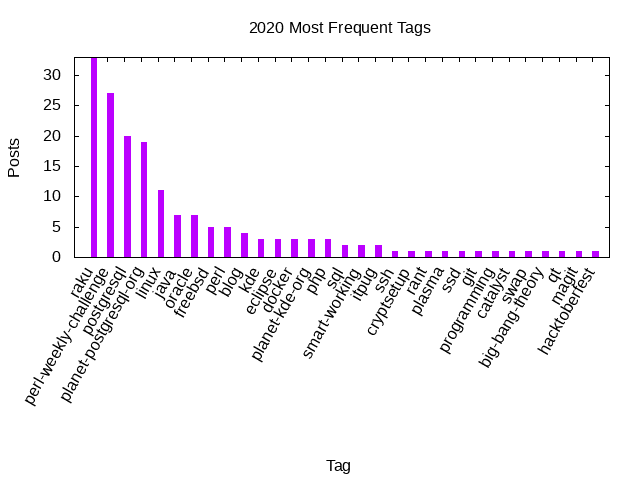 2020 Most Frequent Tags
Posts
30
25
20
15
10
5
0
raku
perl-weekly-challenge
postgresql
planet-postgresql-org
linux
java
oracle
freebsd
perl
blog
kde
eclipse
docker
planet-kde-org
php
sql
smart-working
itpug
ssh
cryptsetup
rant
plasma
ssd
git
programming
catalyst
swap
big-bang-theory
qt
magit
hacktoberfest
Tag